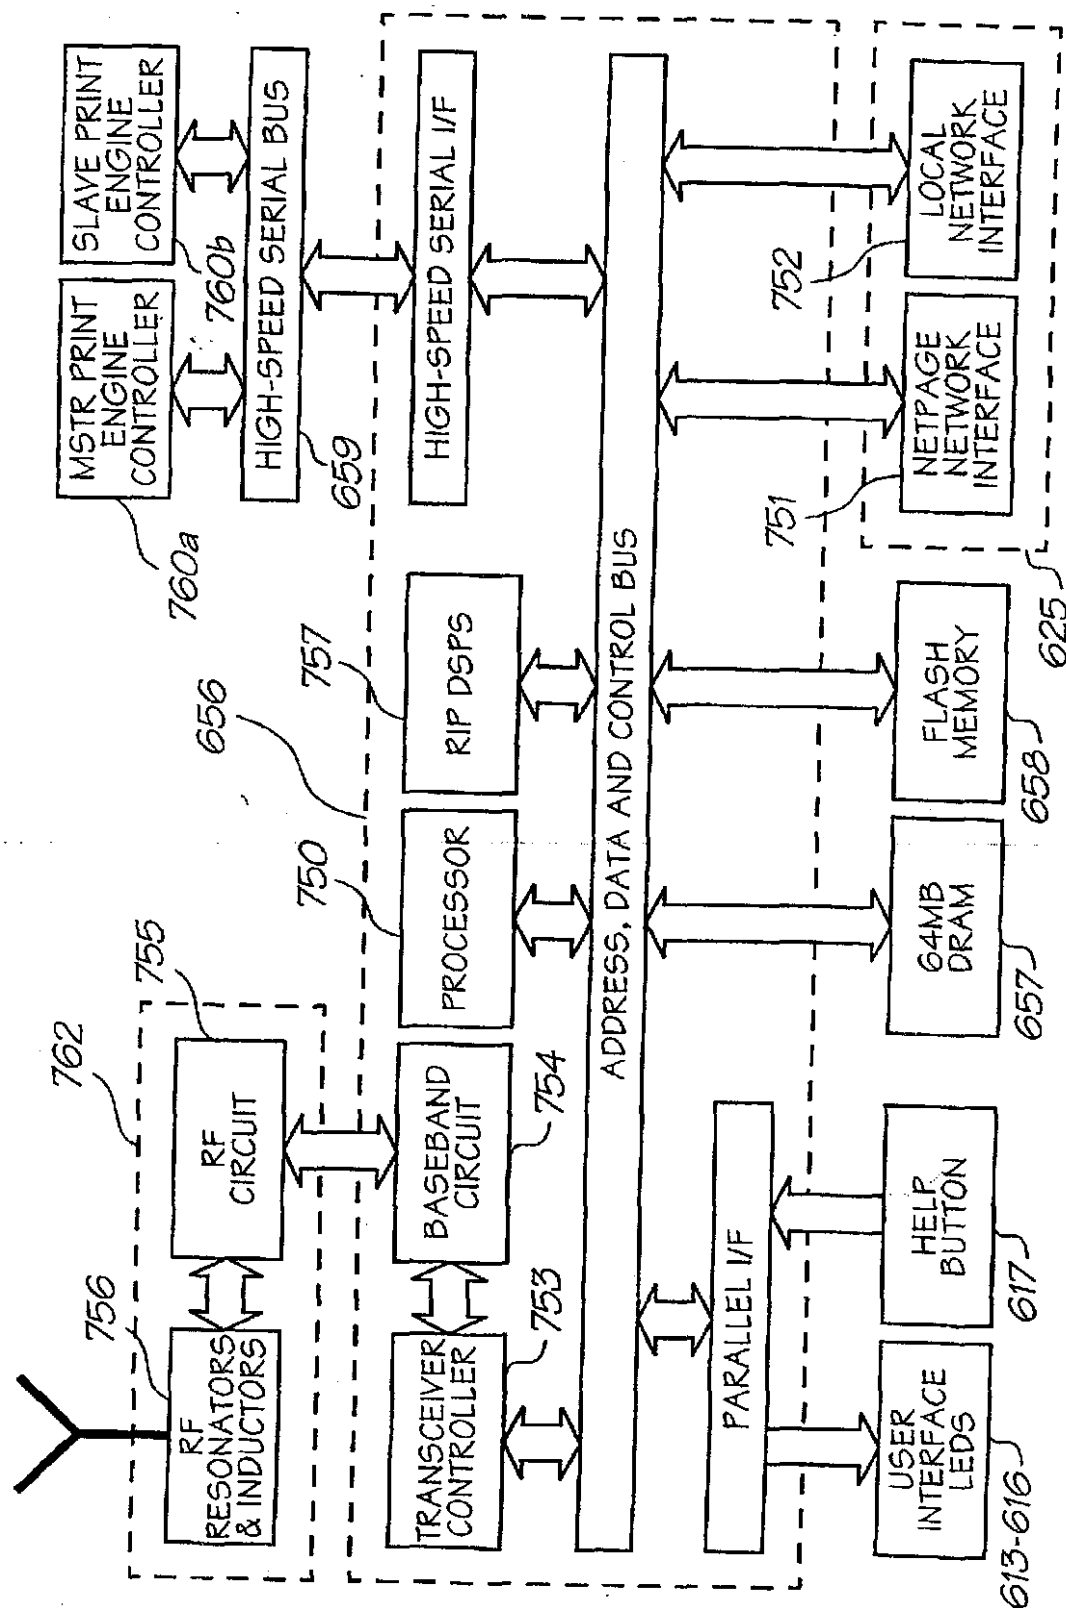 756
762
755
RF
RESONATORS
& INDUCTORS
RF
CIRCUIT
750
656
757
760a
MSTR PRINT
ENGINE
CONTROLLER
760b
SLAVE PRINT
ENGINE
CONTROLLER
659
HIGH-SPEED SERIAL BUS
TRANSCEIVER
CONTROLLER
753
BASEBAND
CIRCUIT
754
PROCESSOR
RIP DSPS
HIGH-SPEED SERIAL I/F
ADDRESS, DATA AND CONTROL BUS
PARALLEL I/F
751
752
USER
INTERFACE
LEDS
HELP
BUTTON
64MB
DRAM
FLASH
MEMORY
NETPAGE
NETWORK
INTERFACE
LOCAL
NETWORK
INTERFACE
613-616
617
657
658
625